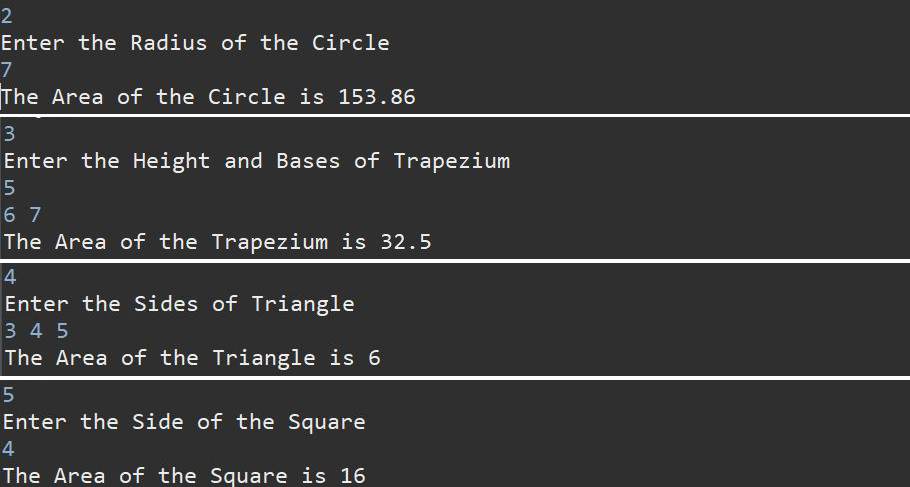 2
Enter the Radius of the Circle
7
The Area of the Circle is 153.86
3
Enter the Height and Bases of Trapezium
5
6 7
The Area of the Trapezium is 32.5
4
Enter the Sides of Triangle
3 4 5
The Area of the Triangle is 6
5
Enter the Side of the Square
4
The Area of the Square is 16